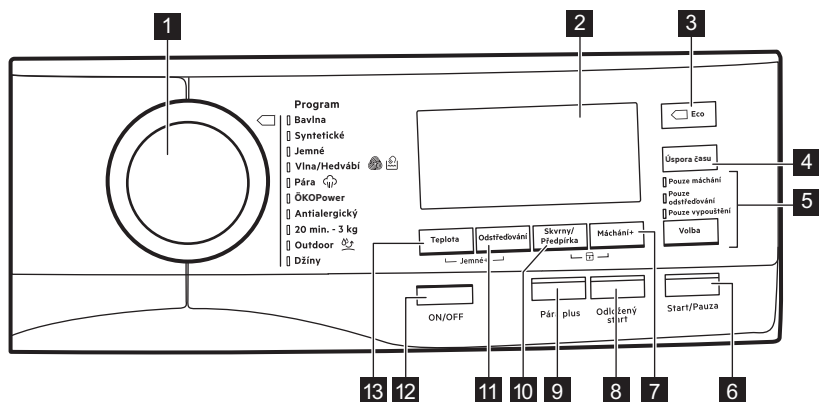 1
2
3
Program
Bavlna
Syntetické
Jemné
Vlna/Hedvábí
Pára
ÖKOPower
Antialergický
20 min. - 3 kg
Outdoor
Džíny
Eco
Úspora času
4
Pouze máchání
Pouze
odstřeďování
Pouze vypouštění
5
Volba
Teplota
Odstřeďování
Skvrny/
Předpírka
Máchání+
Jemné+
ON/OFF
Pára plus
Odložený
start
Start/Pauza
13
12
11
10
9
8
7
6